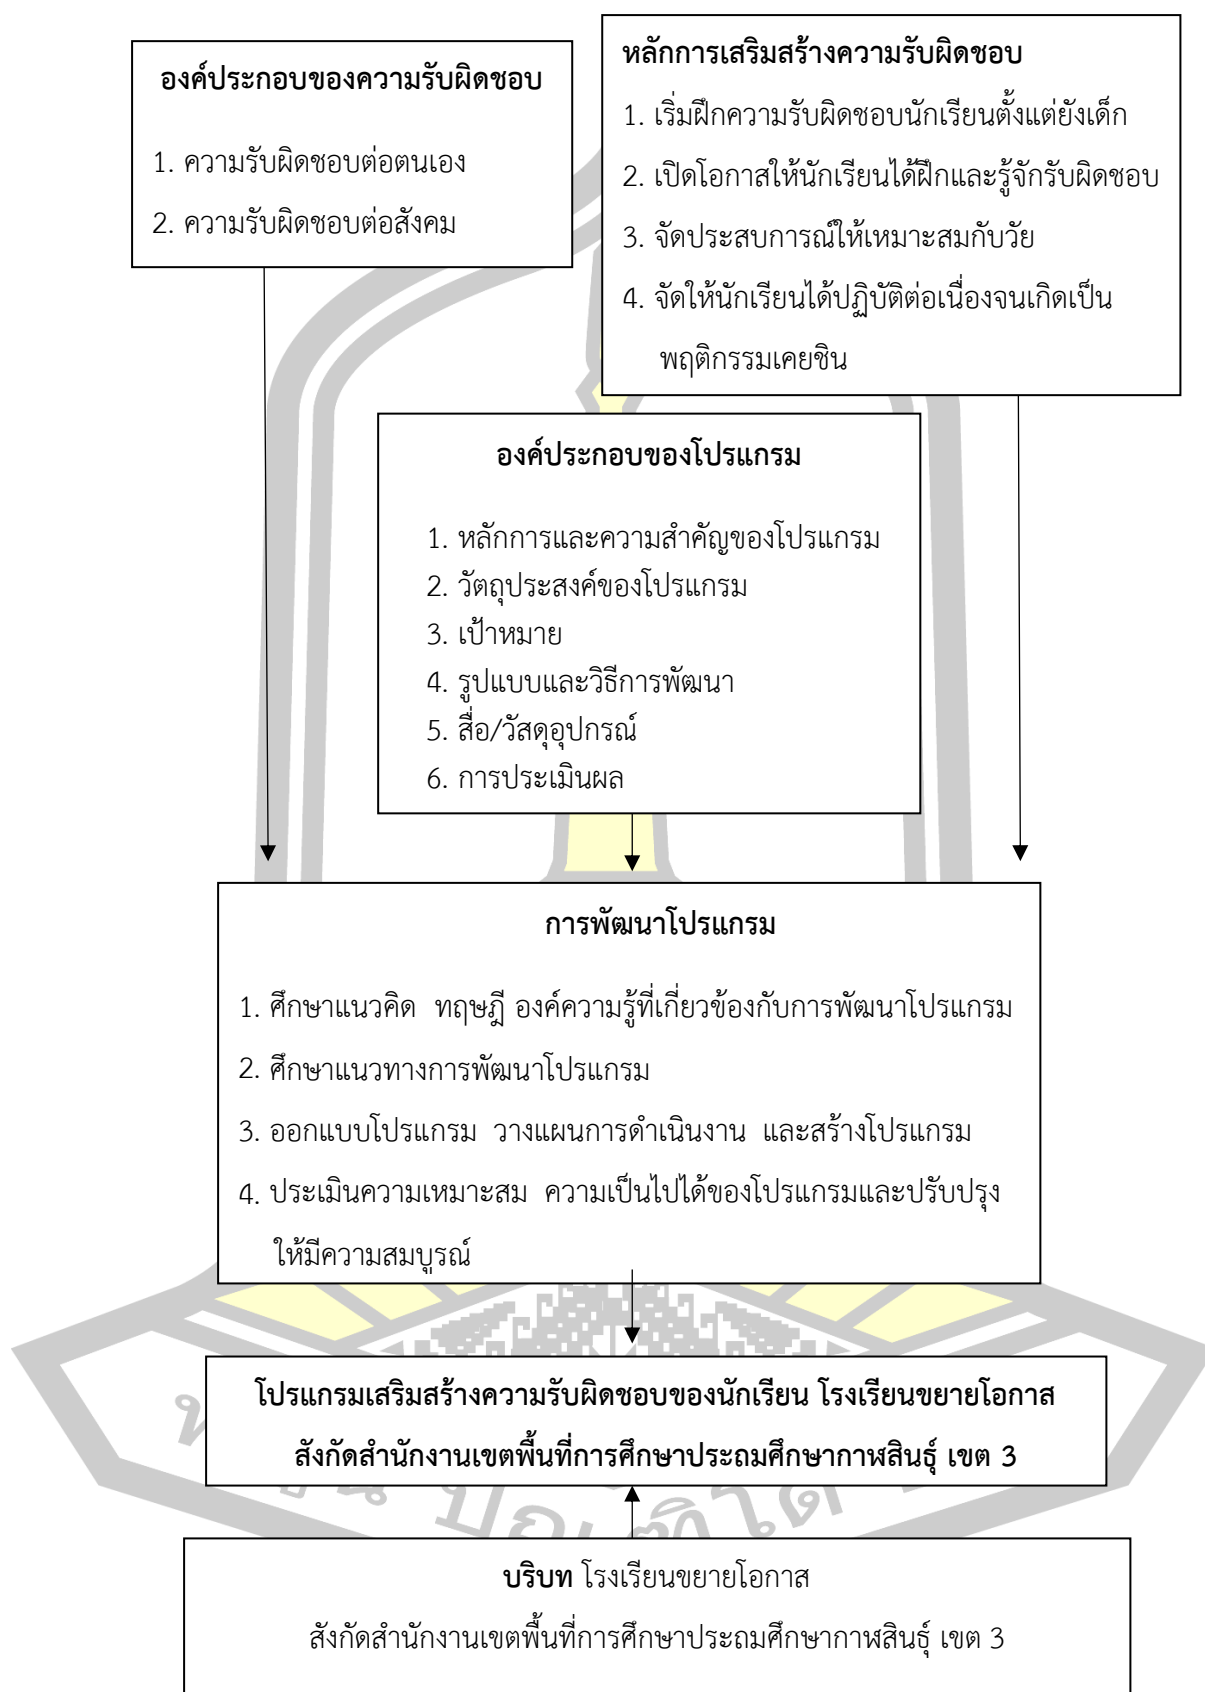 องค์ประกอบของความรับผิดชอบ
1. ความรับผิดชอบต่อตนเอง
2. ความรับผิดชอบต่อสังคม
หลักการเสริมสร้างความรับผิดชอบ
1. เริ่มฝึกความรับผิดชอบนักเรียนตั้งแต่ยังเด็ก
2. เปิดโอกาสให้นักเรียนได้ฝึกและรู้จักรับผิดชอบ
3. จัดประสบการณ์ให้เหมาะสมกับวัย
4. จัดให้นักเรียนได้ปฏิบัติต่อเนื่องจนเกิดเป็น
พฤติกรรมเคยชิน
องค์ประกอบของโปรแกรม
1. หลักการและความสำคัญของโปรแกรม
2. วัตถุประสงค์ของโปรแกรม
3. เป้าหมาย
4. รูปแบบและวิธีการพัฒนา
5. สื่อ/วัสดุอุปกรณ์
6. การประเมินผล
การพัฒนาโปรแกรม
1. ศึกษาแนวคิด ทฤษฎี องค์ความรู้ที่เกี่ยวข้องกับการพัฒนาโปรแกรม
2. ศึกษาแนวทางการพัฒนาโปรแกรม
3. ออกแบบโปรแกรม วางแผนการดำเนินงาน และสร้างโปรแกรม
4. ประเมินความเหมาะสม ความเป็นไปได้ของโปรแกรมและปรับปรุง
ให้มีความสมบูรณ์
โปรแกรมเสริมสร้างความรับผิดชอบของนักเรียน โรงเรียนขยายโอกาส
สังกัดสำนักงานเขตพื้นที่การศึกษาประถมศึกษากาฬสินธุ์ เขต 3
บริบท โรงเรียนขยายโอกาส
สังกัดสำนักงานเขตพื้นที่การศึกษาประถมศึกษากาฬสินธุ์ เขต 3